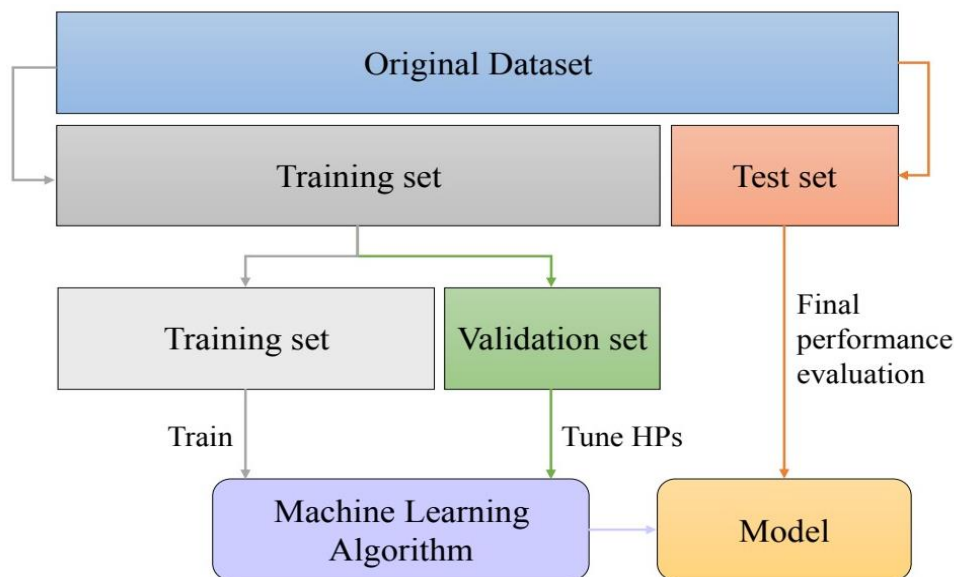 Original Dataset
Training set
Test set
Training set
Validation set
Final
performance
evaluation
Train
Tune HPs
Machine Learning
Algorithm
Model